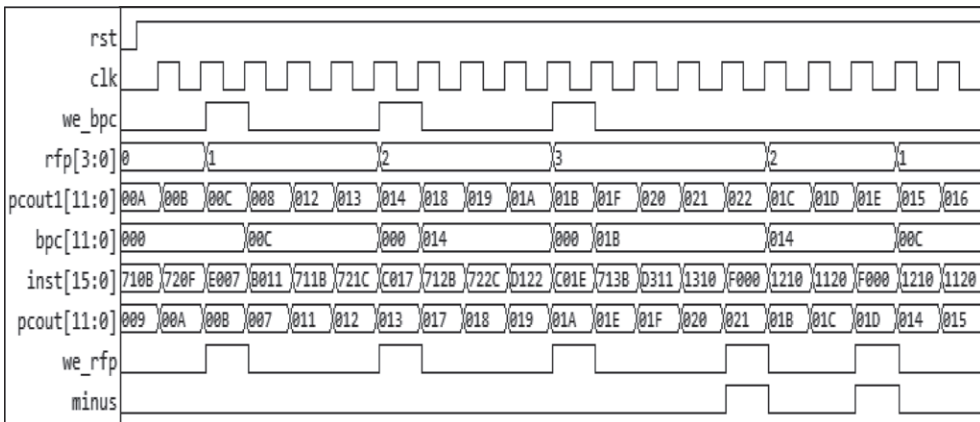 rst
clk
we_bpc
rfp[3:0] 0 1 2 3 2 1
pcout1[11:0] 00A 00B 00C 008 012 013 014 018 019 01A 01B 01F 020 021 022 01C 01D 01E 015 016
bpc[11:0] 000 00C 000 014 000 01B 014 00C
inst[15:0] 710B 720F E007 B011 711B 721C C017 712B 722C D122 C01E 713B D311 1310 F000 1210 1120 F000 1210 1120
pcout[11:0] 009 00A 00B 007 011 012 013 017 018 019 01A 01E 01F 020 021 01B 01C 01D 014 015
we_rfp
minus